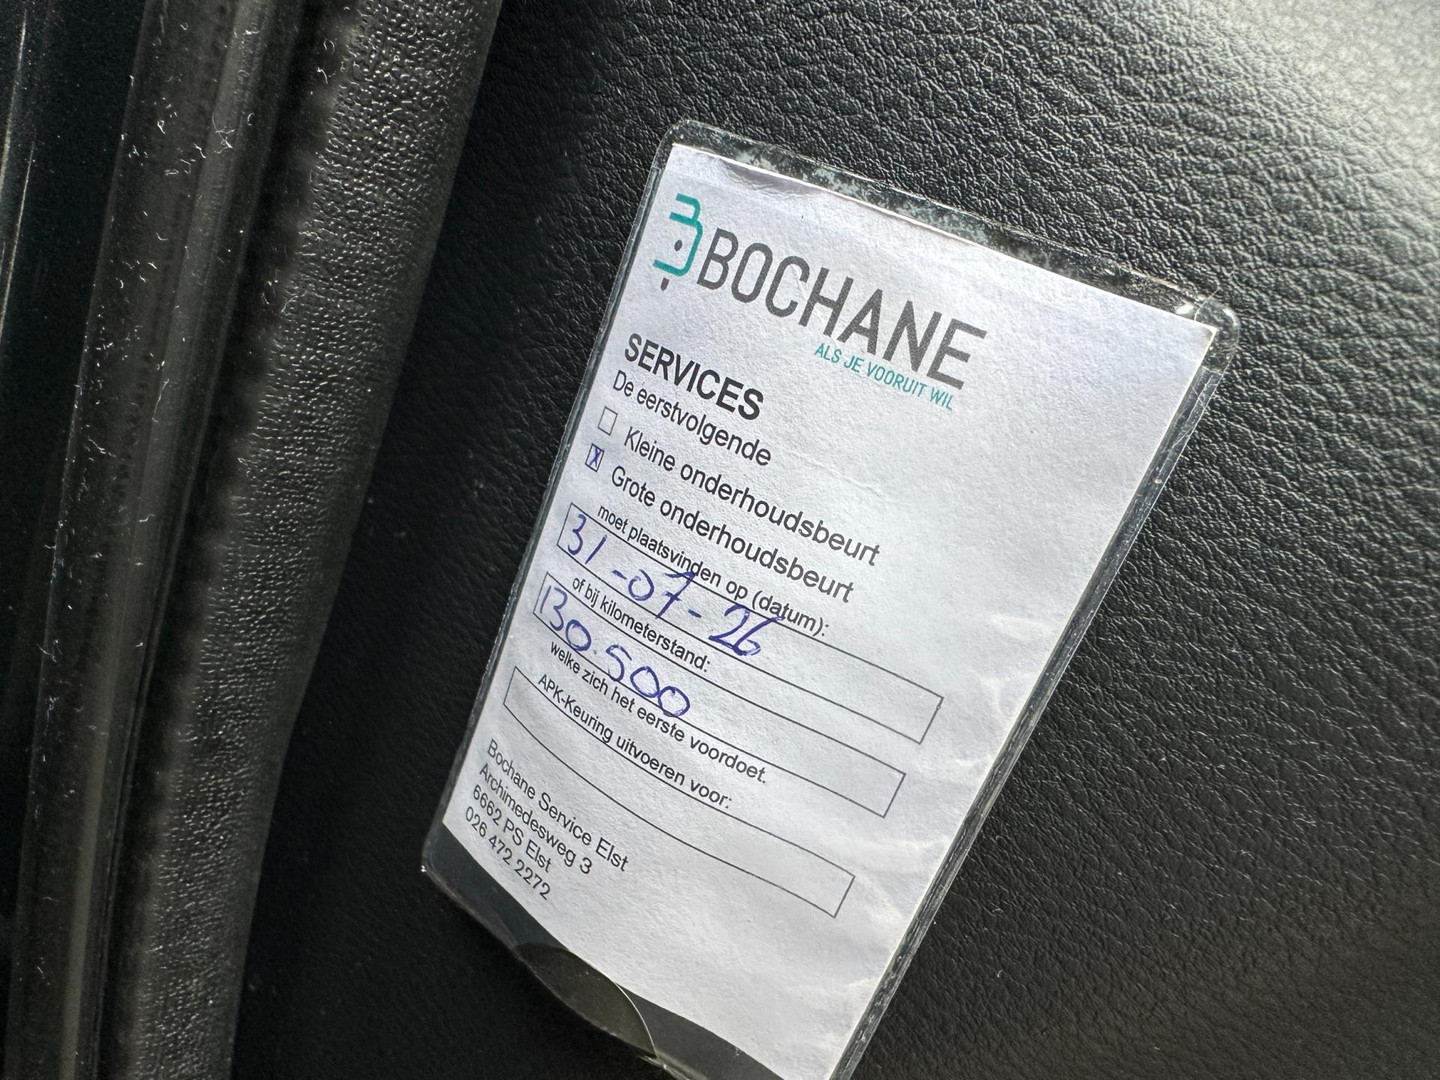 BOCHANE
ALS JE VOORUIT WIL
SERVICES
De eerstvolgende
Kleine onderhoudsbeurt
X Grote onderhoudsbeurt
moet plaatsvinden op (datum):
31-07-26
of bij kilometerstand:
130.500
welke zich het eerste voordoet.
APK-Keuring uitvoeren voor:
Bochane Service Elst
Archimedesweg 3
6662 PS Elst
026 472 2272